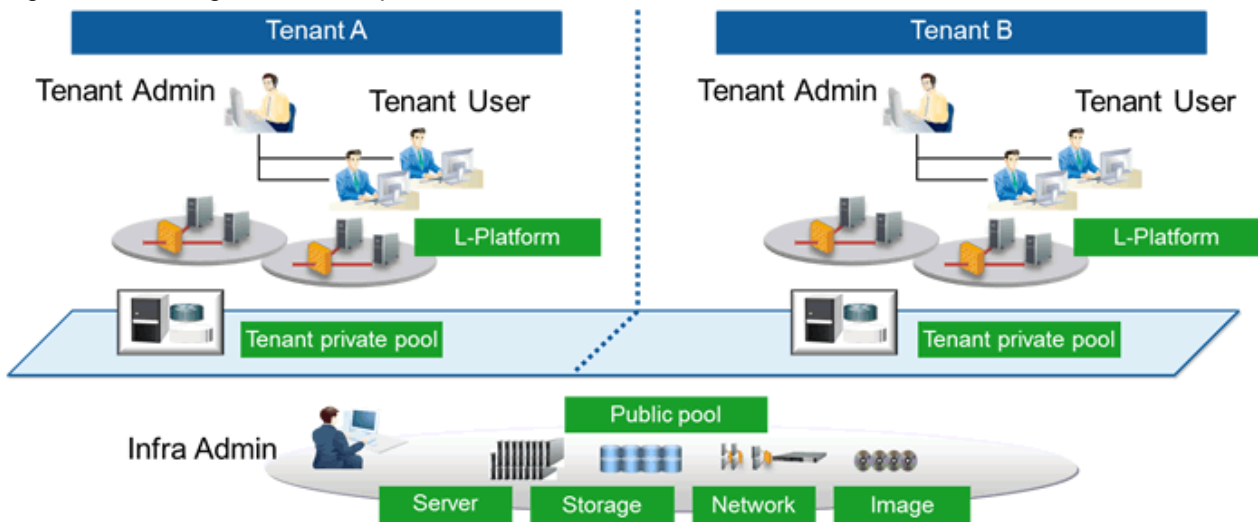 Tenant A
Tenant B
Tenant Admin
Tenant User
Tenant Admin
Tenant User
L-Platform
L-Platform
Tenant private pool
Tenant private pool
Public pool
Infra Admin
Server
Storage
Network
Image